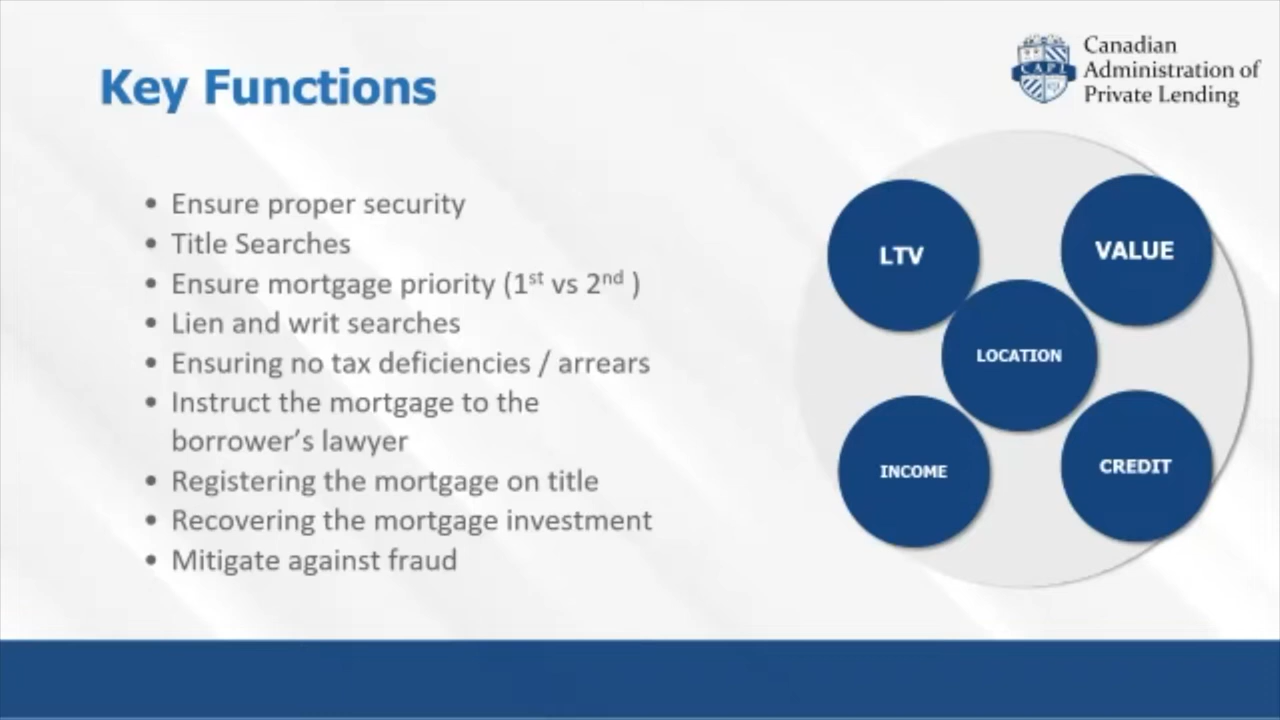 Key Functions
Canadian
Administration of
Private Lending
CAPL
• Ensure proper security
• Title Searches
• Ensure mortgage priority (1st vs 2nd )
• Lien and writ searches
• Ensuring no tax deficiencies / arrears
• Instruct the mortgage to the
borrower’s lawyer
• Registering the mortgage on title
• Recovering the mortgage investment
• Mitigate against fraud
LTV
VALUE
LOCATION
INCOME
CREDIT